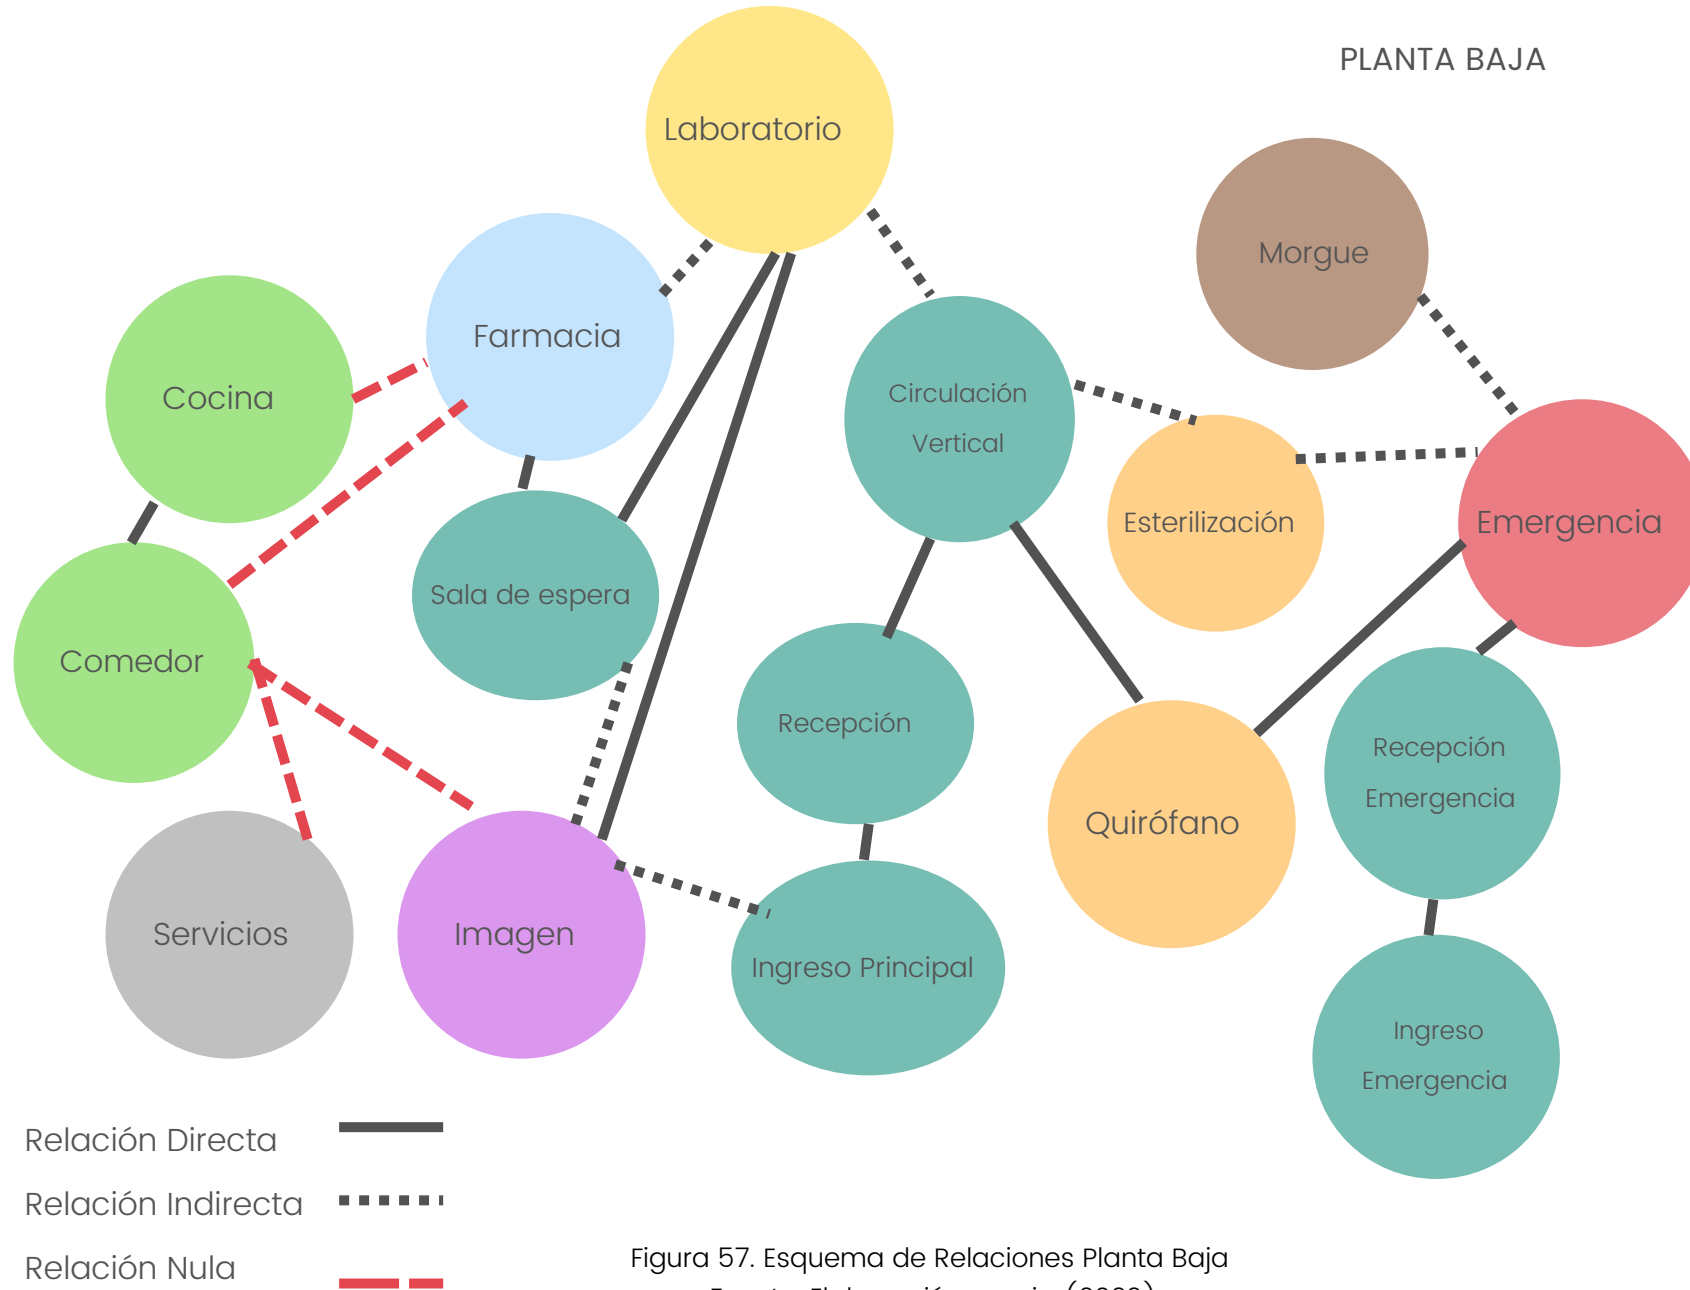 PLANTA BAJA
Laboratorio
Morgue
Farmacia
Cocina
Circulación
Vertical
Esterilización
Emergencia
Sala de espera
Comedor
Recepción
Recepción
Emergencia
Quirófano
Servicios
Imagen
Ingreso Principal
Ingreso
Emergencia
Relación Directa
Relación Indirecta
Relación Nula
Figura 57. Esquema de Relaciones Planta Baja